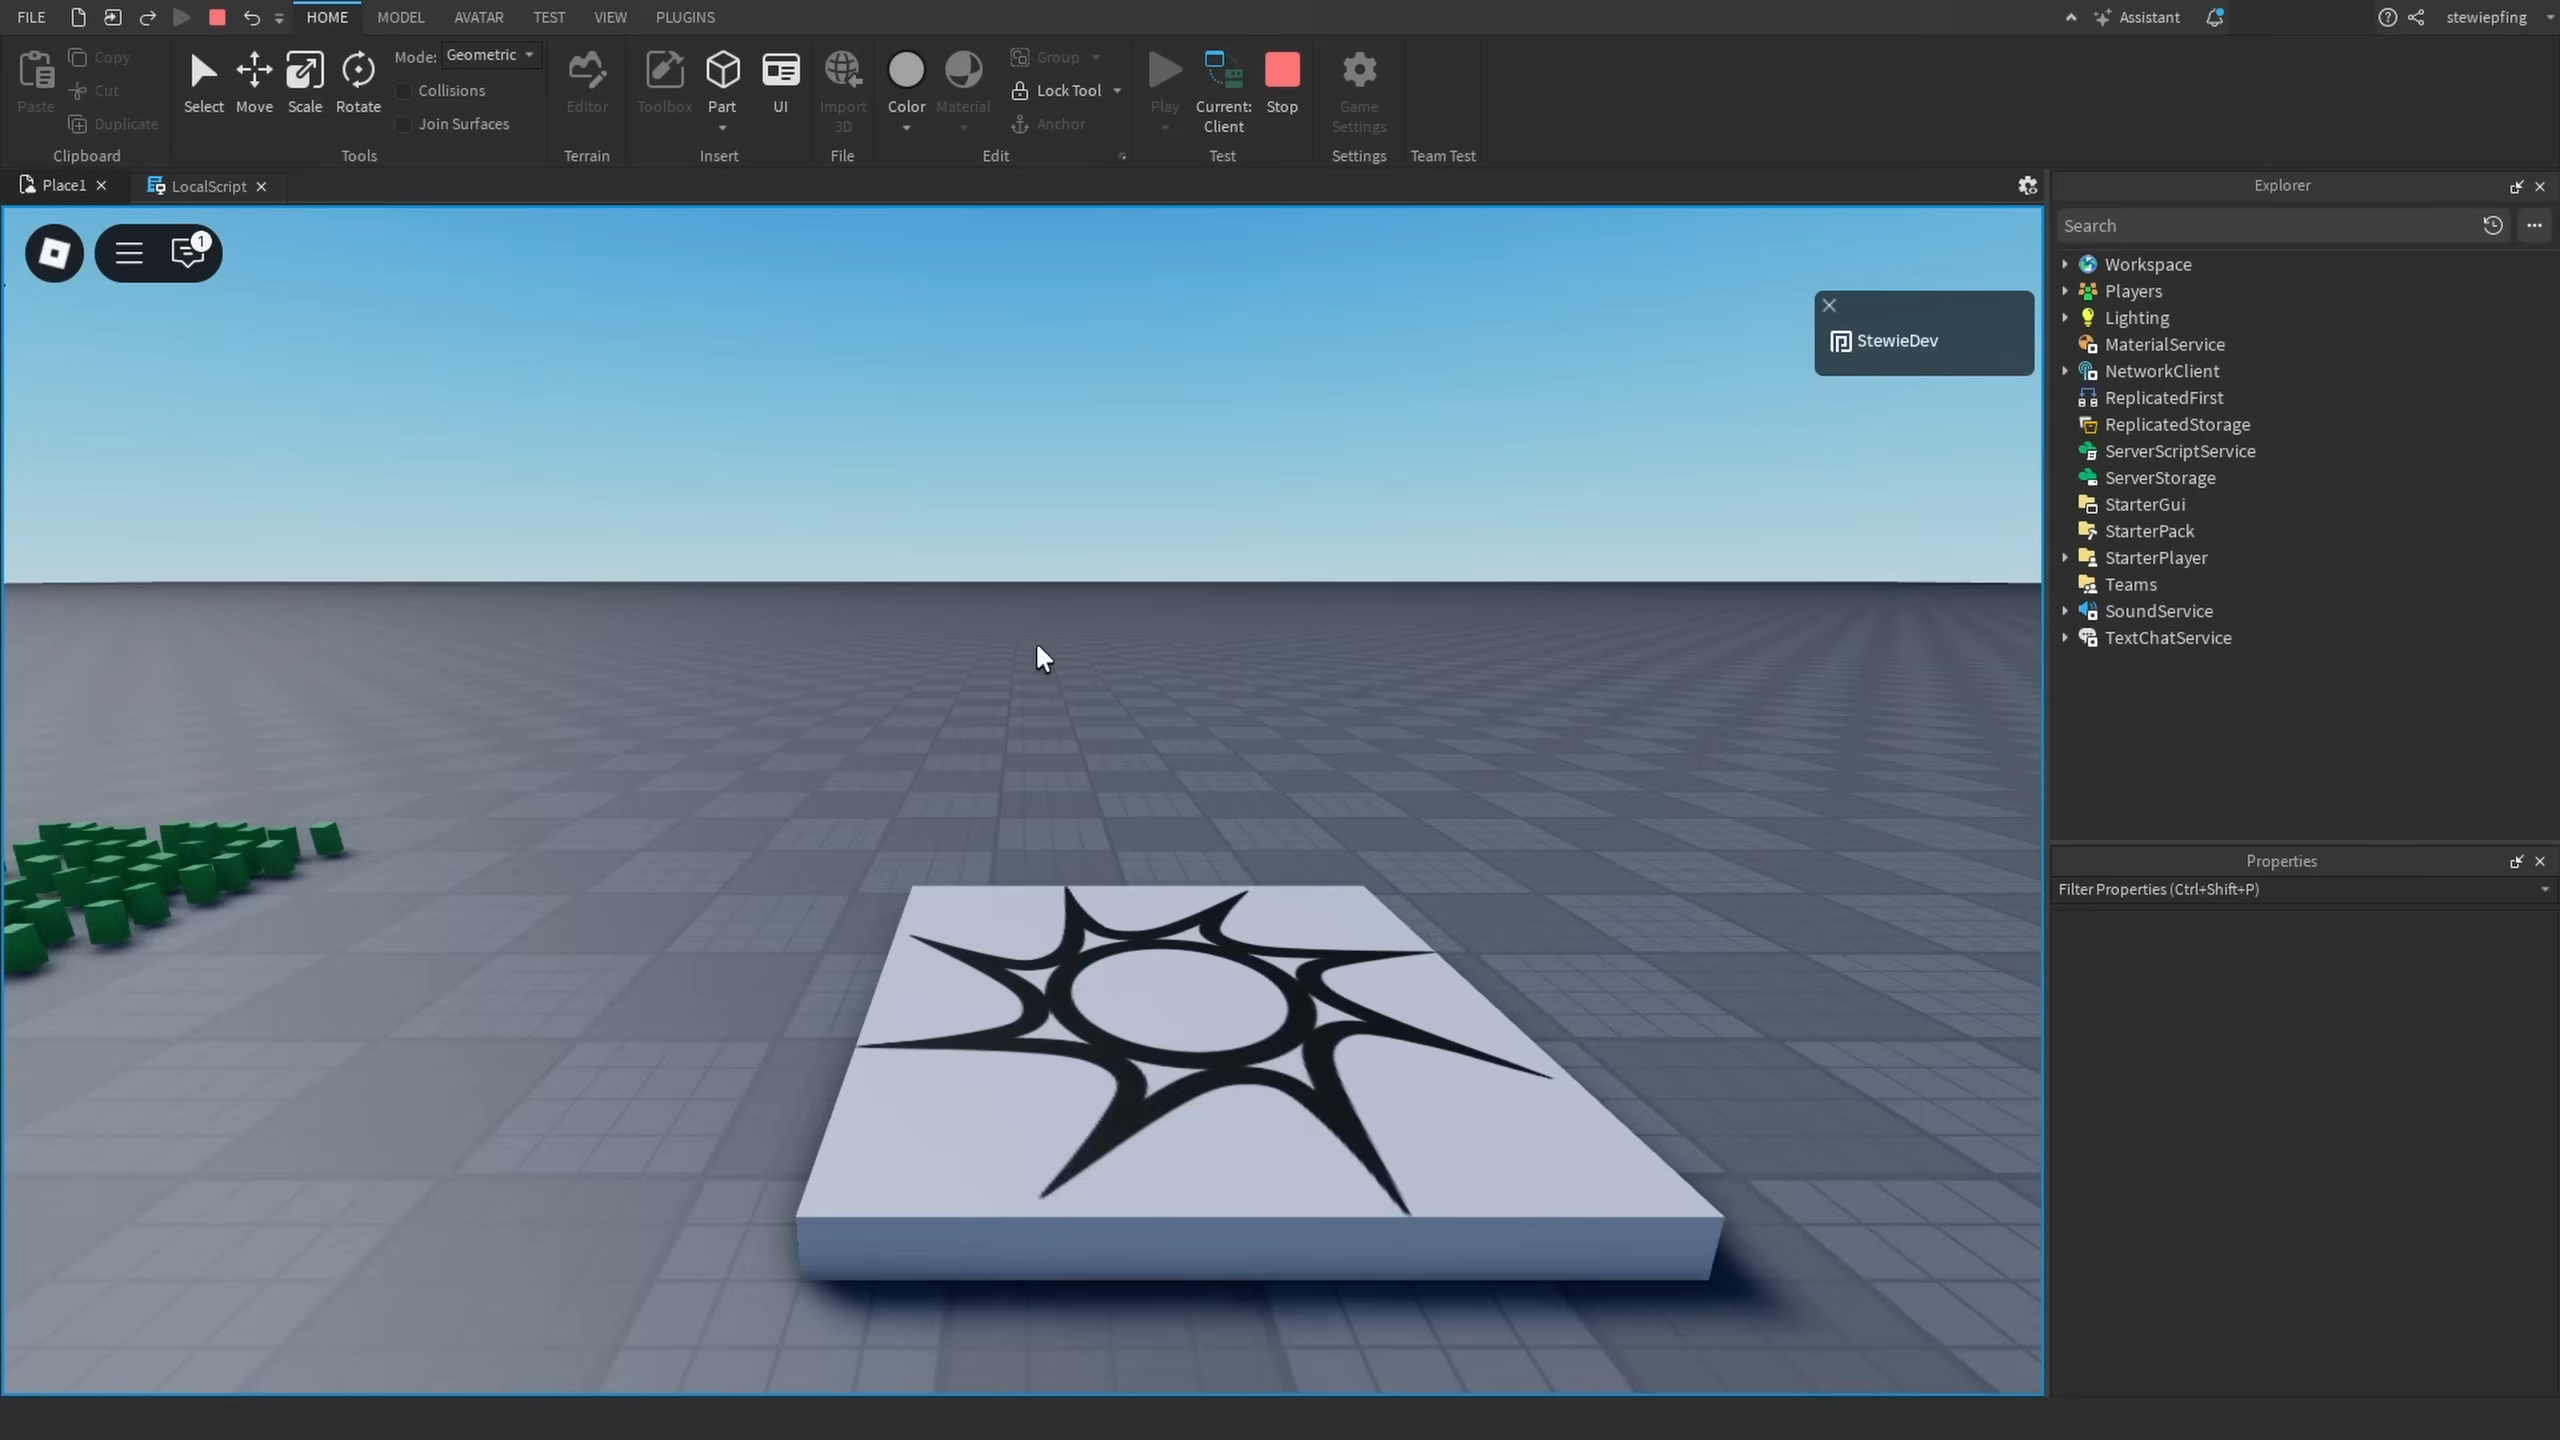 FILE HOME MODEL AVATAR TEST VIEW PLUGINS Assistant stewiepfing
Paste
Copy
Cut
Duplicate
Clipboard
Select Move Scale Rotate
Mode: Geometric
Collisions
Join Surfaces
Tools
Editor
Terrain
Toolbox Part UI
Insert
Import
3D
File
Color Material
Group
Lock Tool
Anchor
Edit
Play
Current:
Client
Stop
Test
Game
Settings
Settings
Team Test
Place1 LocalScript
1
StewieDev
Explorer
Search
Workspace
Players
Lighting
MaterialService
NetworkClient
ReplicatedFirst
ReplicatedStorage
ServerScriptService
ServerStorage
StarterGui
StarterPack
StarterPlayer
Teams
SoundService
TextChatService
Properties
Filter Properties (Ctrl+Shift+P)